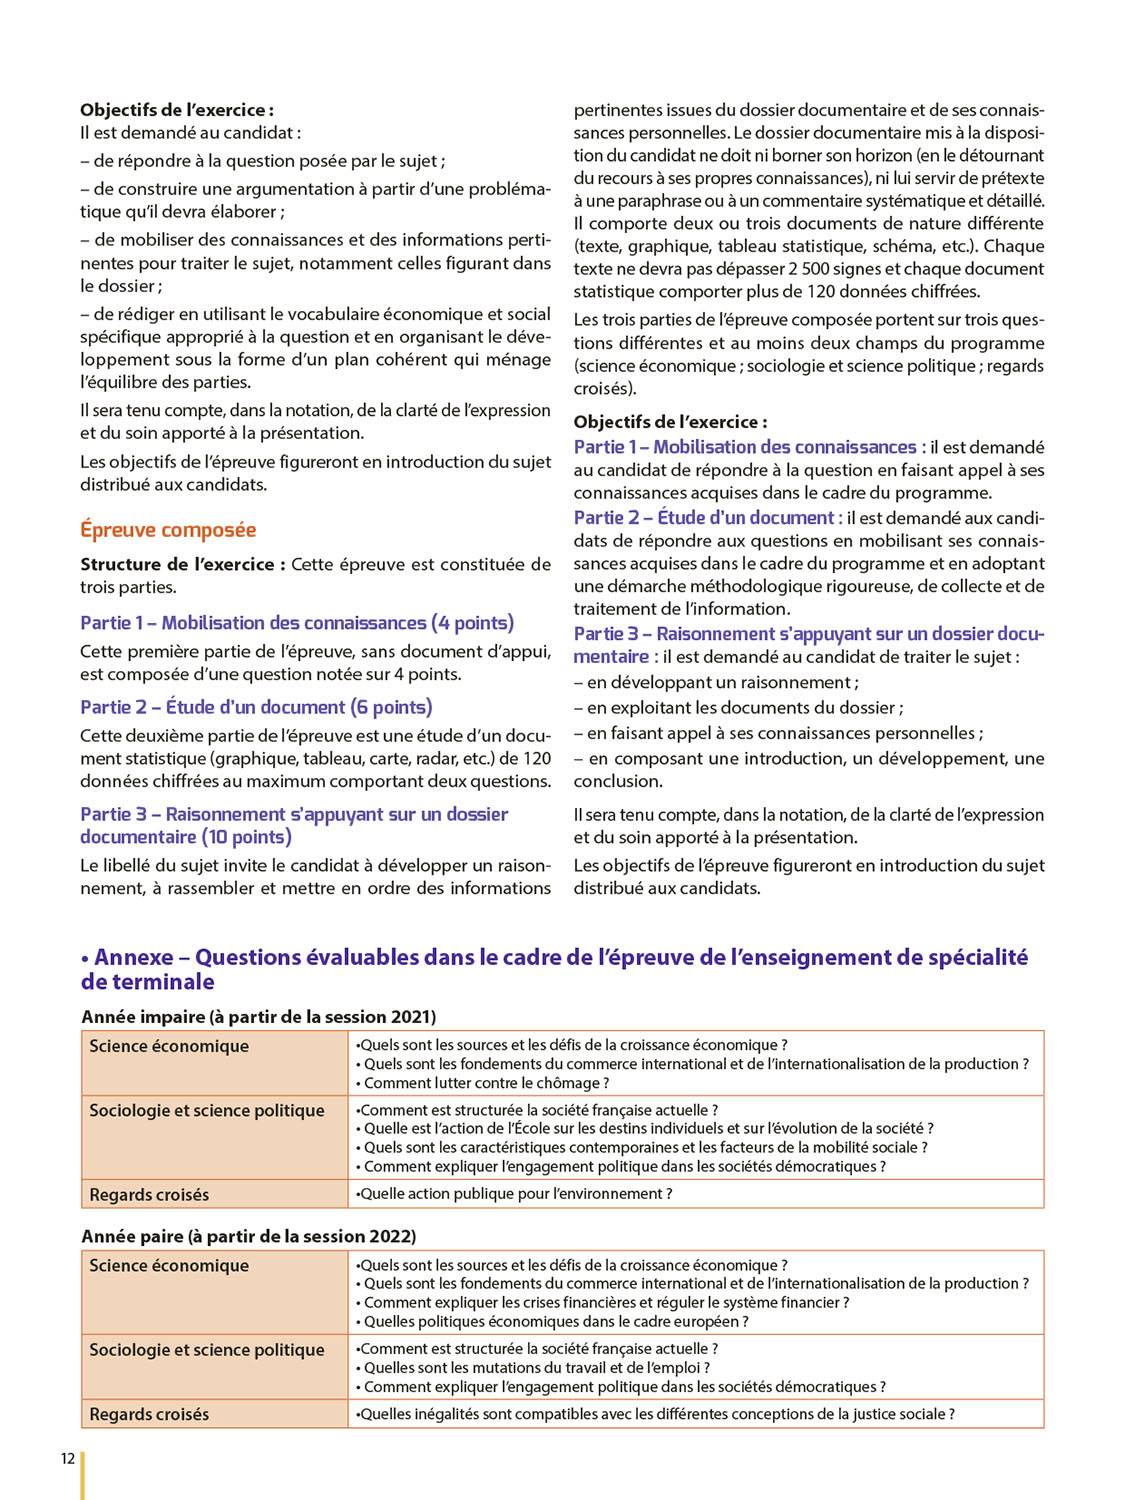 Objectifs de l’exercice :
Il est demandé au candidat :
– de répondre à la question posée par le sujet ;
– de construire une argumentation à partir d’une probléma-
tique qu’il devra élaborer ;
– de mobiliser des connaissances et des informations perti-
nentes pour traiter le sujet, notamment celles figurant dans
le dossier ;
– de rédiger en utilisant le vocabulaire économique et social
spécifique approprié à la question et en organisant le déve-
loppement sous la forme d’un plan cohérent qui ménage
l’équilibre des parties.
Il sera tenu compte, dans la notation, de la clarté de l’expression
et du soin apporté à la présentation.
Les objectifs de l’épreuve figureront en introduction du sujet
distribué aux candidats.
Épreuve composée
Structure de l’exercice : Cette épreuve est constituée de
trois parties.
Partie 1 – Mobilisation des connaissances (4 points)
Cette première partie de l’épreuve, sans document d’appui,
est composée d’une question notée sur 4 points.
Partie 2 – Étude d’un document (6 points)
Cette deuxième partie de l’épreuve est une étude d’un docu-
ment statistique (graphique, tableau, carte, radar, etc.) de 120
données chiffrées au maximum comportant deux questions.
Partie 3 – Raisonnement s’appuyant sur un dossier
documentaire (10 points)
Le libellé du sujet invite le candidat à développer un raison-
nement, à rassembler et mettre en ordre des informations
pertinentes issues du dossier documentaire et de ses connais-
sances personnelles. Le dossier documentaire mis à la disposi-
tion du candidat ne doit ni borner son horizon (en le détournant
du recours à ses propres connaissances), ni lui servir de prétexte
à une paraphrase ou à un commentaire systématique et détaillé.
Il comporte deux ou trois documents de nature différente
(texte, graphique, tableau statistique, schéma, etc.). Chaque
texte ne devra pas dépasser 2 500 signes et chaque document
statistique comporter plus de 120 données chiffrées.
Les trois parties de l’épreuve composée portent sur trois ques-
tions différentes et au moins deux champs du programme
(science économique ; sociologie et science politique ; regards
croisés).
Objectifs de l’exercice :
Partie 1 – Mobilisation des connaissances : il est demandé
au candidat de répondre à la question en faisant appel à ses
connaissances acquises dans le cadre du programme.
Partie 2 – Étude d’un document : il est demandé aux candi-
dats de répondre aux questions en mobilisant ses connais-
sances acquises dans le cadre du programme et en adoptant
une démarche méthodologique rigoureuse, de collecte et de
traitement de l’information.
Partie 3 – Raisonnement s’appuyant sur un dossier docu-
mentaire : il est demandé au candidat de traiter le sujet :
– en développant un raisonnement ;
– en exploitant les documents du dossier ;
– en faisant appel à ses connaissances personnelles ;
– en composant une introduction, un développement, une
conclusion.
Il sera tenu compte, dans la notation, de la clarté de l’expression
et du soin apporté à la présentation.
Les objectifs de l’épreuve figureront en introduction du sujet
distribué aux candidats.
• Annexe – Questions évaluables dans le cadre de l’épreuve de l’enseignement de spécialité
de terminale
Année impaire (à partir de la session 2021)
Science économique
•Quels sont les sources et les défis de la croissance économique ?
• Quels sont les fondements du commerce international et de l’internationalisation de la production ?
• Comment lutter contre le chômage ?
Sociologie et science politique
•Comment est structurée la société française actuelle ?
• Quelle est l’action de l’École sur les destins individuels et sur l’évolution de la société ?
• Quels sont les caractéristiques contemporaines et les facteurs de la mobilité sociale ?
• Comment expliquer l’engagement politique dans les sociétés démocratiques ?
Regards croisés
•Quelle action publique pour l’environnement ?
Année paire (à partir de la session 2022)
Science économique
•Quels sont les sources et les défis de la croissance économique ?
• Quels sont les fondements du commerce international et de l’internationalisation de la production ?
• Comment expliquer les crises financières et réguler le système financier ?
• Quelles politiques économiques dans le cadre européen ?
Sociologie et science politique
•Comment est structurée la société française actuelle ?
• Quelles sont les mutations du travail et de l’emploi ?
• Comment expliquer l’engagement politique dans les sociétés démocratiques ?
Regards croisés
•Quelles inégalités sont compatibles avec les différentes conceptions de la justice sociale ?
12